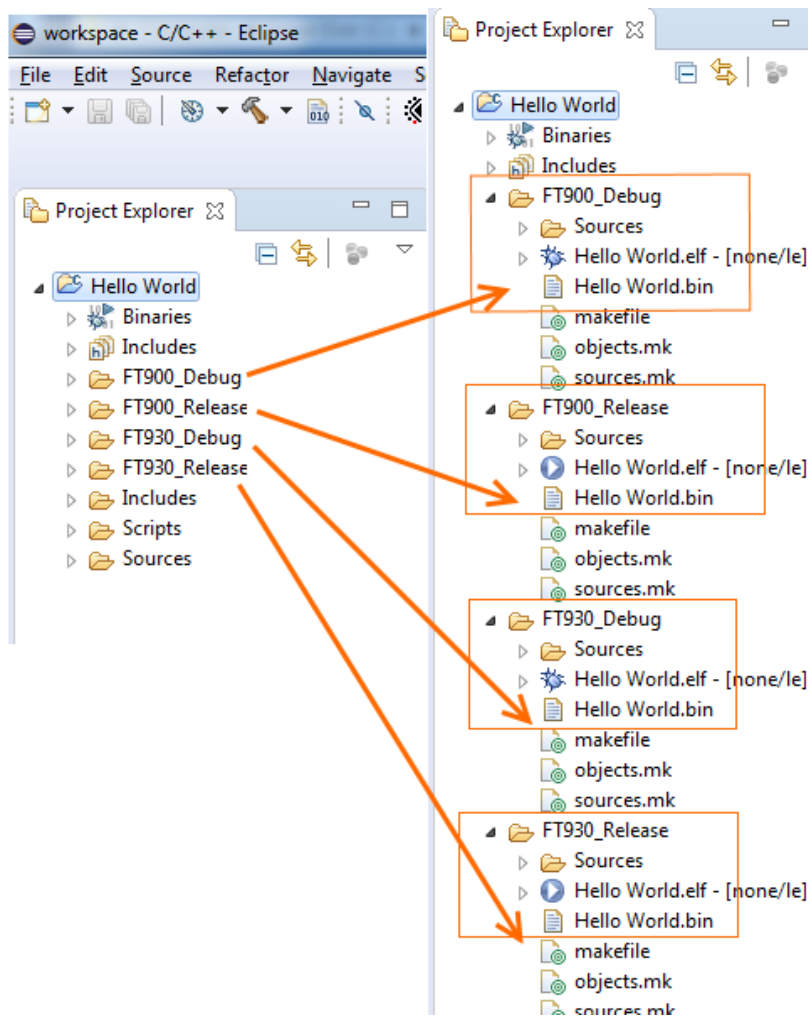 workspace - C/C++ - Eclipse
File Edit Source Refactor Navigate S
010
Project Explorer
Hello World
Binaries
Includes
FT900_Debug
FT900_Release
FT930_Debug
FT930_Release
Includes
Scripts
Sources
Project Explorer
Hello World
Binaries
Includes
FT900_Debug
Sources
Hello World.elf - [none/le]
Hello World.bin
makefile
objects.mk
sources.mk
FT900_Release
Sources
Hello World.elf - [none/le]
Hello World.bin
makefile
objects.mk
sources.mk
FT930_Debug
Sources
Hello World.elf - [none/le]
Hello World.bin
makefile
objects.mk
sources.mk
FT930_Release
Sources
Hello World.elf - [none/le]
Hello World.bin
makefile
objects.mk
sources.mk